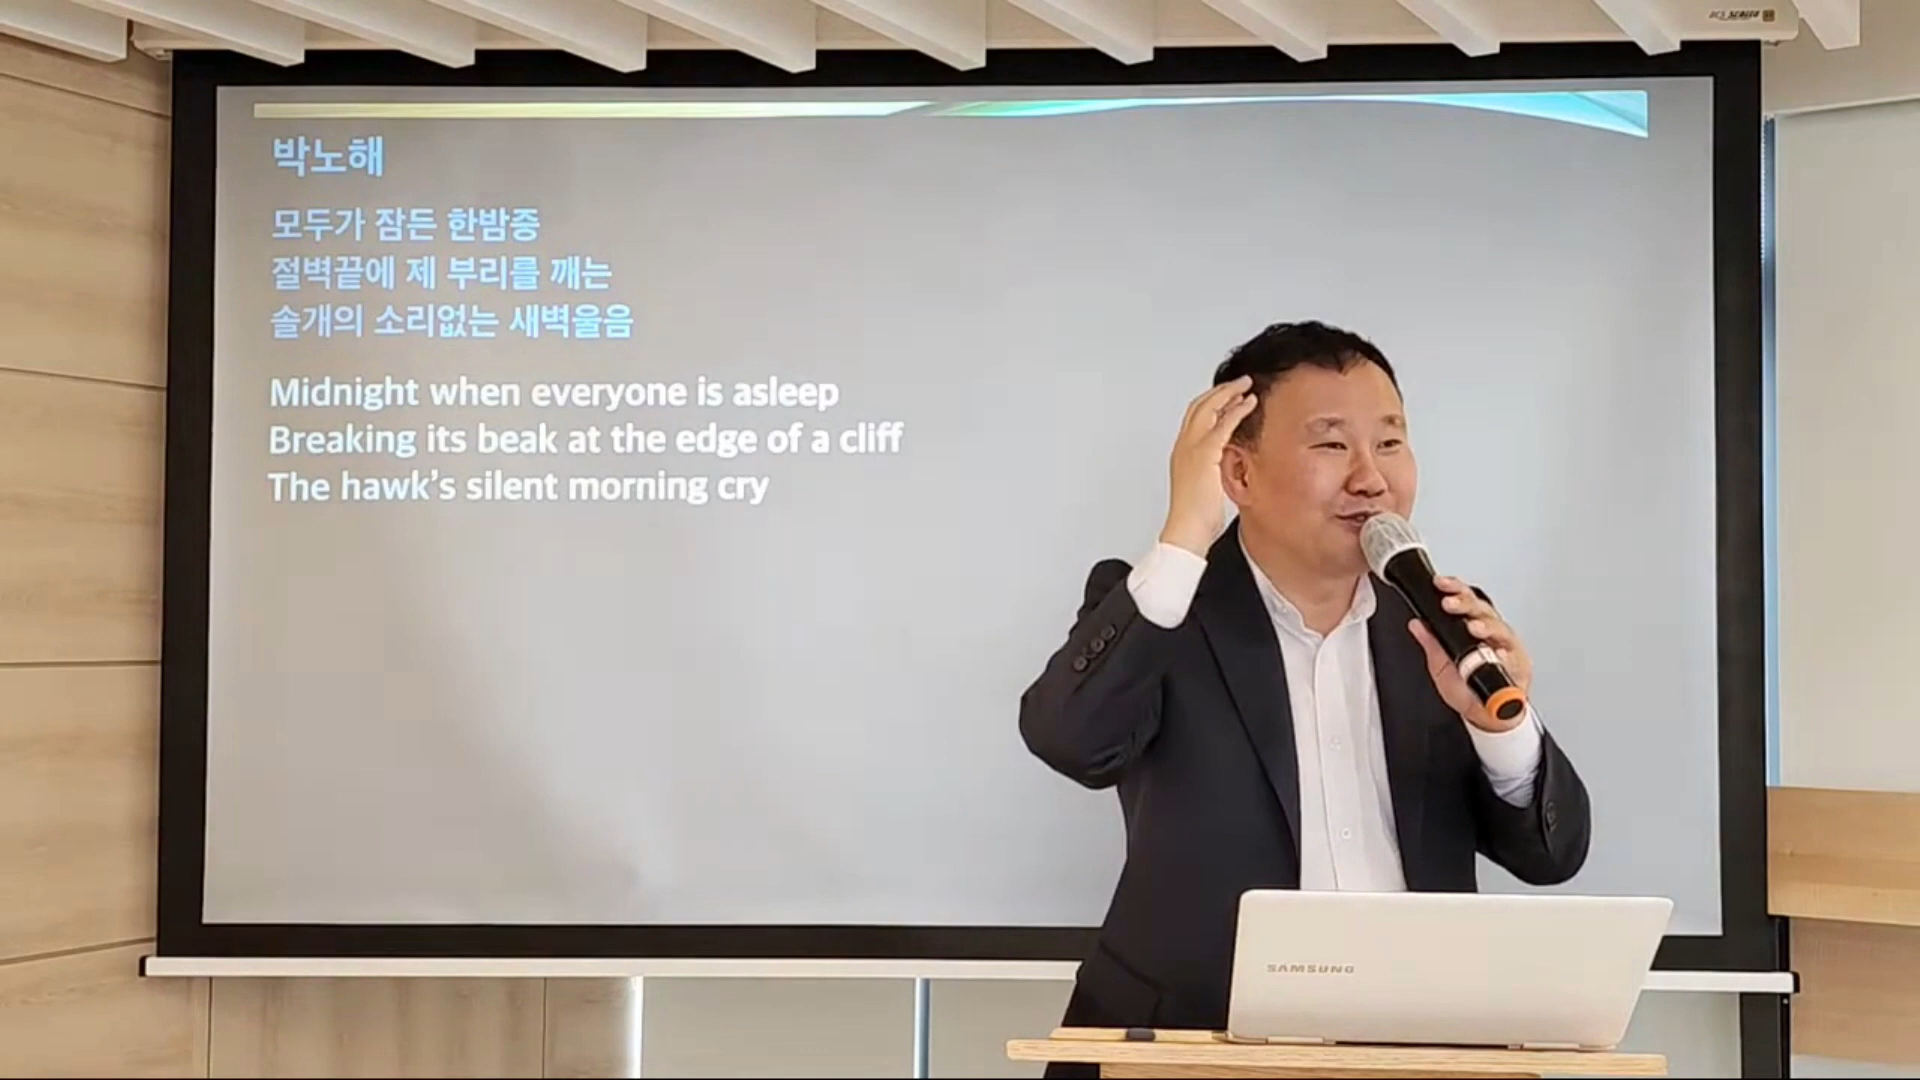 박노해
모두가 잠든 한밤중
절벽끝에 제 부리를 깨는
솔개의 소리없는 새벽울음
Midnight when everyone is asleep
Breaking its beak at the edge of a cliff
The hawk’s silent morning cry
SAMSUNG